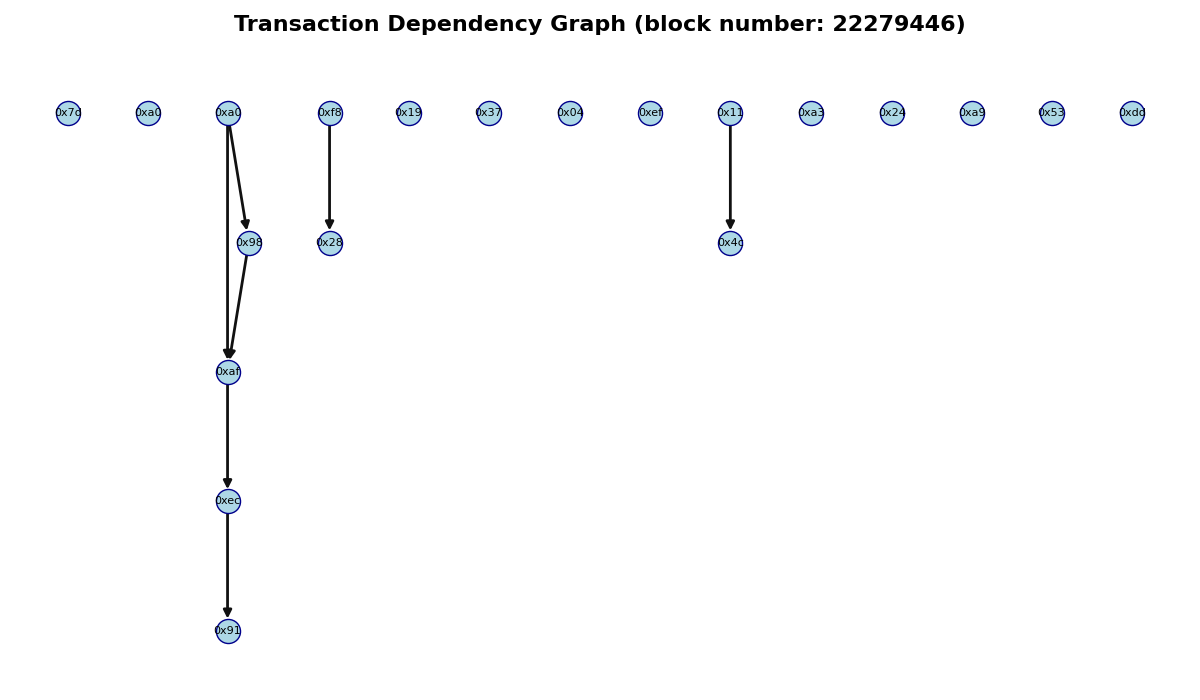 Transaction Dependency Graph (block number: 22279446)
0x7d 0xa0 0xa0 0xf8 0x19 0x37 0x04 0xef 0x11 0xa3 0x24 0xa9 0x53 0xdd
0x98 0x28 0x4c
0xaf
0xec
0x91